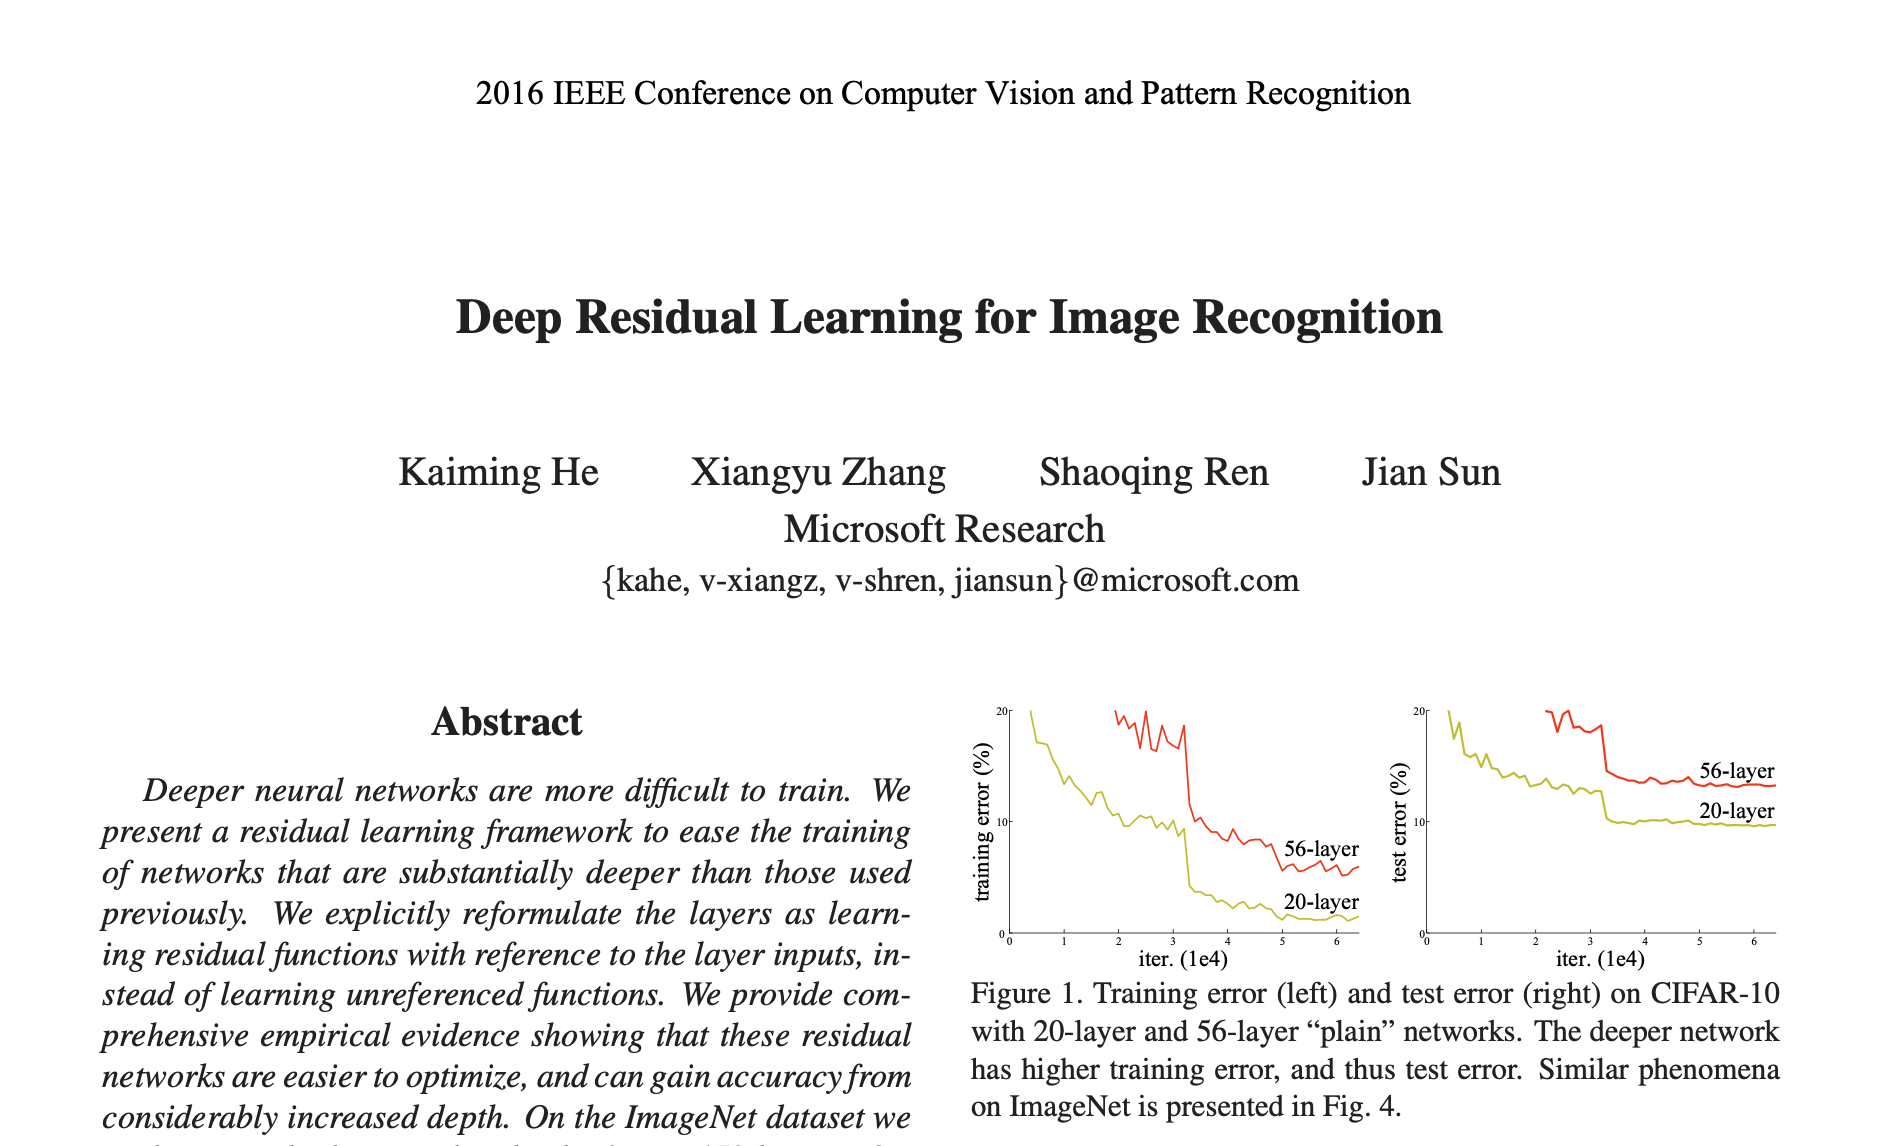 2016 IEEE Conference on Computer Vision and Pattern Recognition
Deep Residual Learning for Image Recognition
Kaiming He Xiangyu Zhang Shaoqing Ren Jian Sun
Microsoft Research
{kahe, v-xiangz, v-shren, jiansun}@microsoft.com
Abstract
Deeper neural networks are more difficult to train. We
present a residual learning framework to ease the training
of networks that are substantially deeper than those used
previously. We explicitly reformulate the layers as learn-
ing residual functions with reference to the layer inputs, in-
stead of learning unreferenced functions. We provide com-
prehensive empirical evidence showing that these residual
networks are easier to optimize, and can gain accuracy from
considerably increased depth. On the ImageNet dataset we
20
10
0
training error (%)
56-layer
20-layer
0 1 2 3 4 5 6
iter. (1e4)
20
10
0
test error (%)
56-layer
20-layer
0 1 2 3 4 5 6
iter. (1e4)
Figure 1. Training error (left) and test error (right) on CIFAR-10
with 20-layer and 56-layer “plain” networks. The deeper network
has higher training error, and thus test error. Similar phenomena
on ImageNet is presented in Fig. 4.